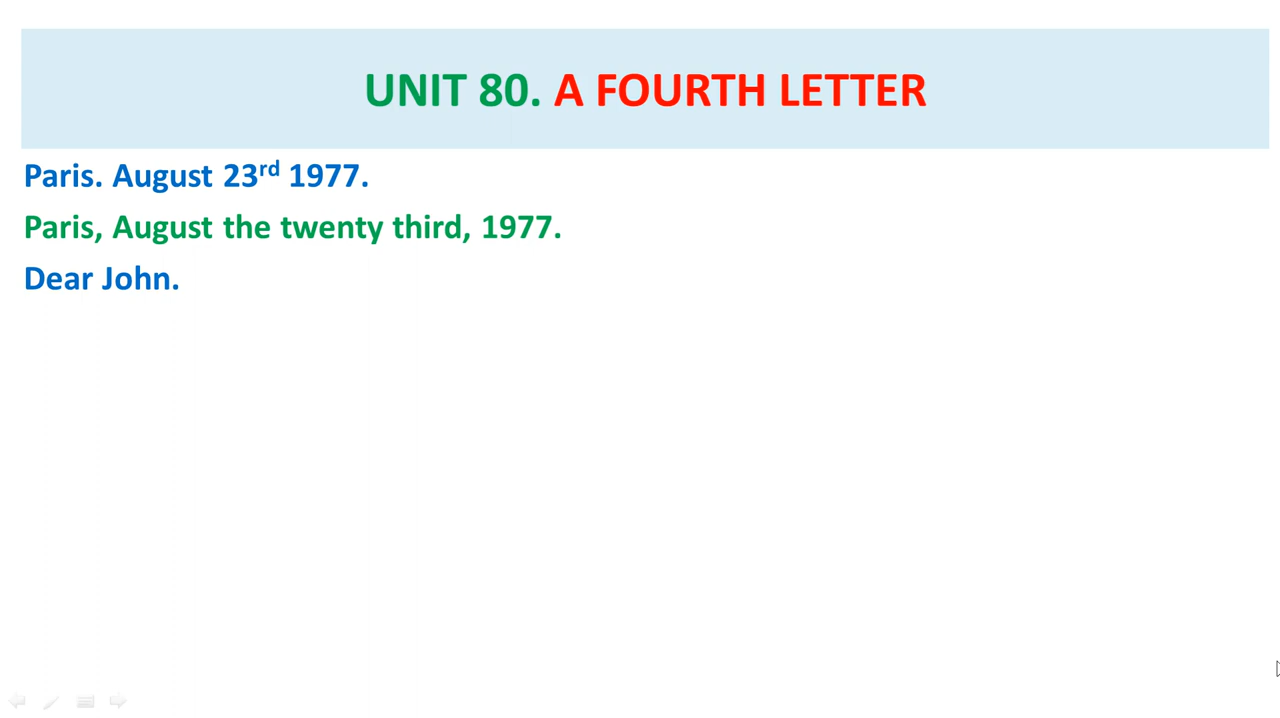 UNIT 80. A FOURTH LETTER
Paris. August 23rd 1977.
Paris, August the twenty third, 1977.
Dear John.